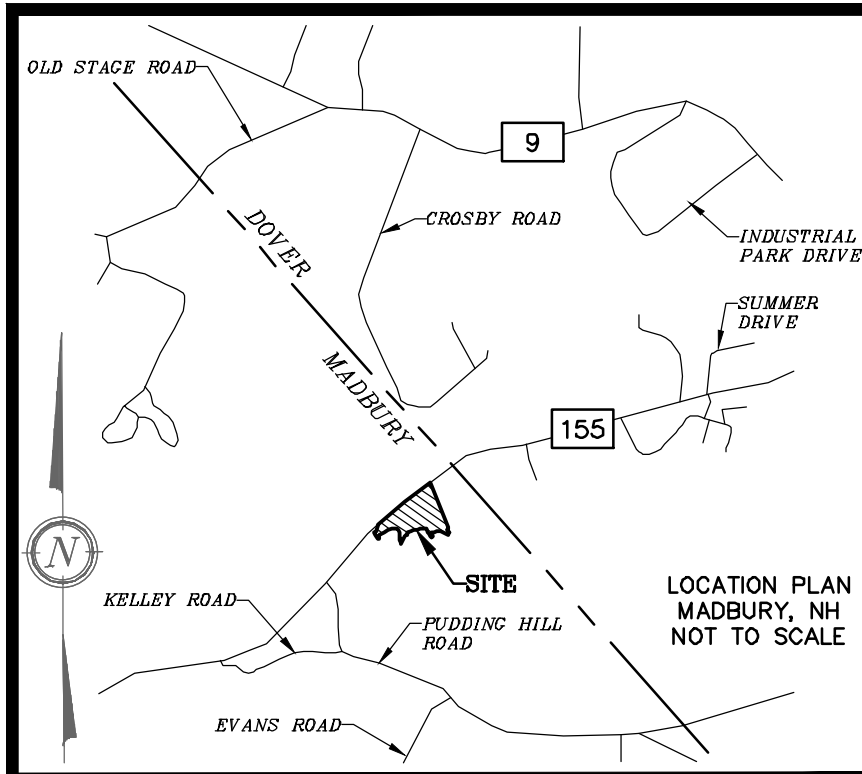 OLD STAGE ROAD
9
DOVER
CROSBY ROAD
INDUSTRIAL
PARK DRIVE
SUMMER
DRIVE
MADBURY
155
N
SITE
KELLEY ROAD
PUDDING HILL
ROAD
LOCATION PLAN
MADBURY, NH
NOT TO SCALE
EVANS ROAD